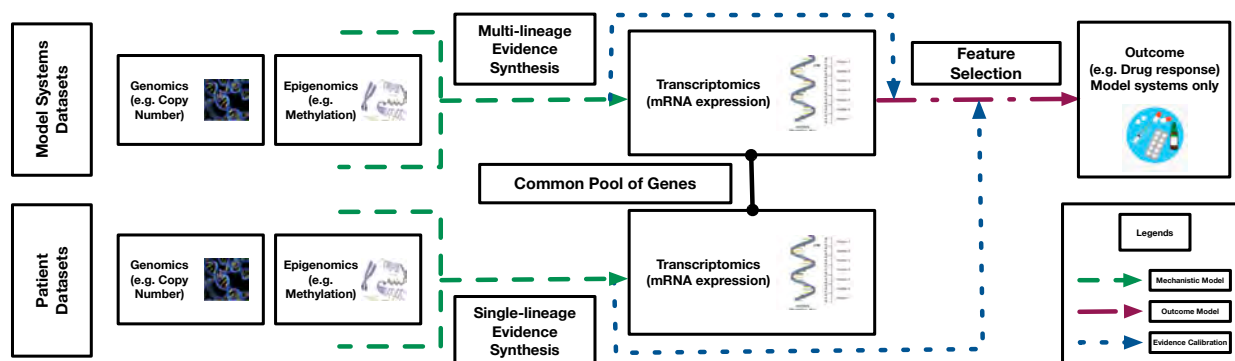 Model Systems
Datasets
Genomics
(e.g. Copy
Number)
Epigenomics
(e.g.
Methylation)
Multi-lineage
Evidence
Synthesis
Transcriptomics
(mRNA expression)
Feature
Selection
Outcome
(e.g. Drug response)
Model systems only
Common Pool of Genes
Patient
Datasets
Genomics
(e.g. Copy
Number)
Epigenomics
(e.g.
Methylation)
Single-lineage
Evidence
Synthesis
Transcriptomics
(mRNA expression)
Legends
Mechanistic Model
Outcome Model
Evidence Calibration